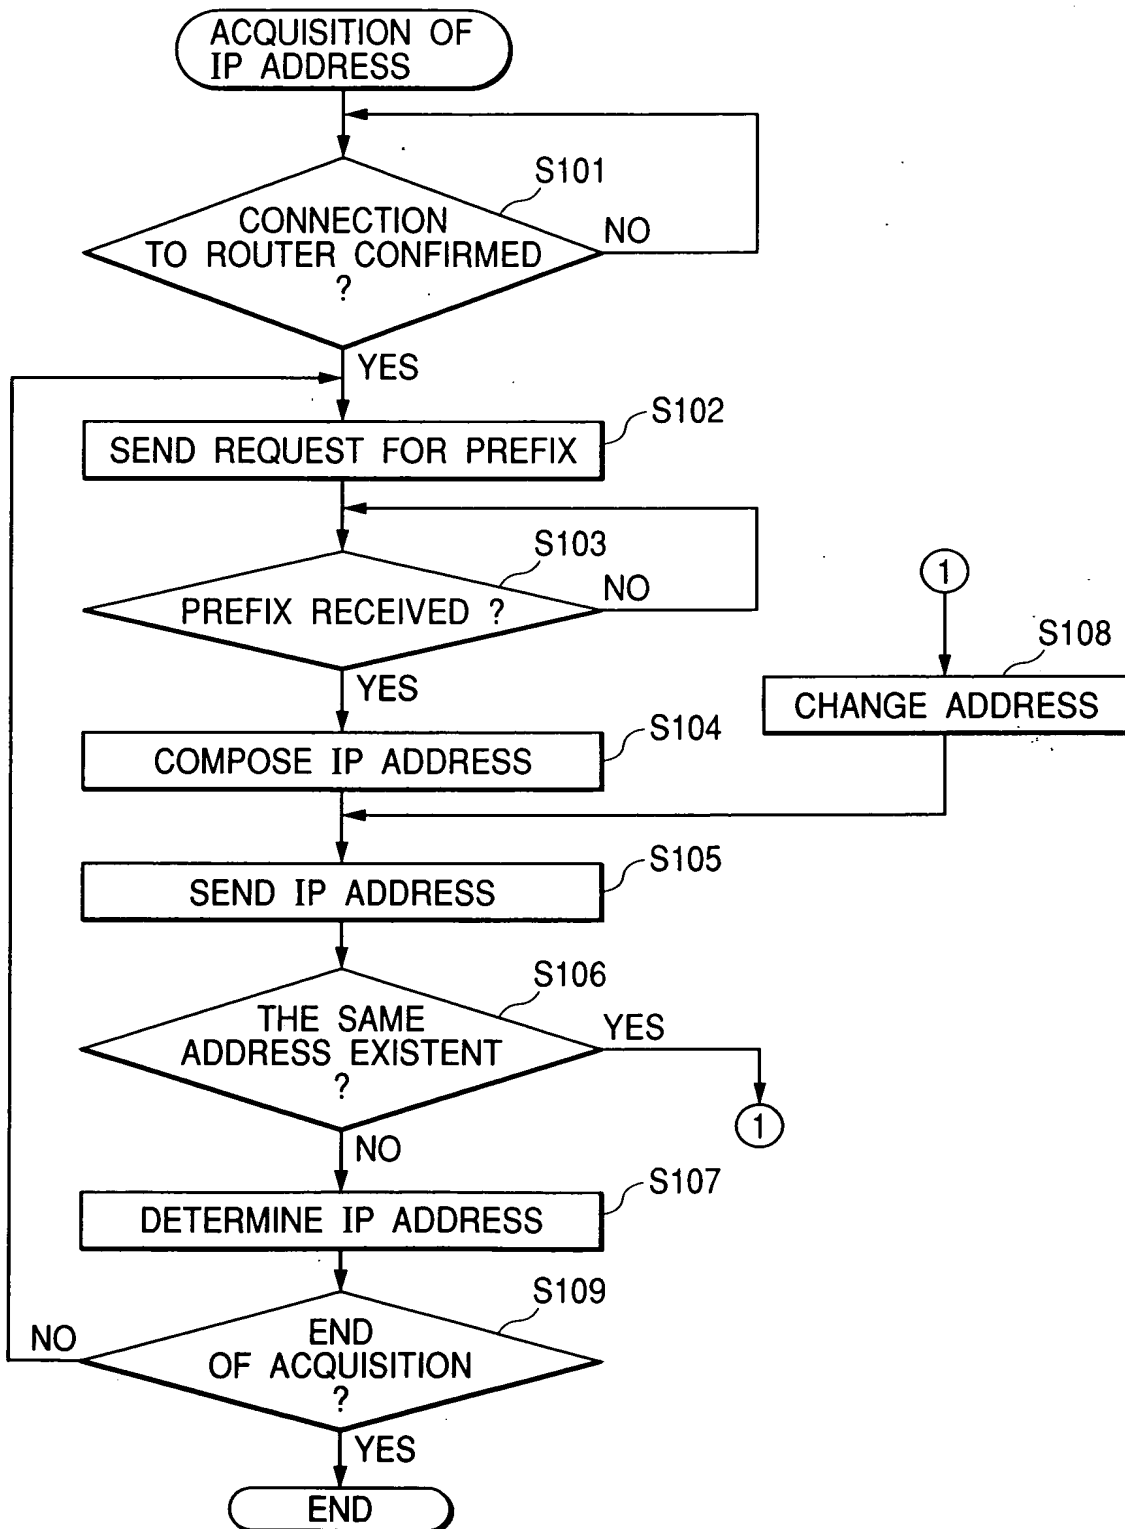 ACQUISITION OF
IP ADDRESS
S101
CONNECTION
TO ROUTER CONFIRMED
?
NO
YES
S102
SEND REQUEST FOR PREFIX
S103
PREFIX RECEIVED ?
NO
YES
1
S108
CHANGE ADDRESS
S104
COMPOSE IP ADDRESS
S105
SEND IP ADDRESS
S106
THE SAME
ADDRESS EXISTENT
?
YES
1
NO
S107
DETERMINE IP ADDRESS
S109
END
OF ACQUISITION
?
NO
YES
END